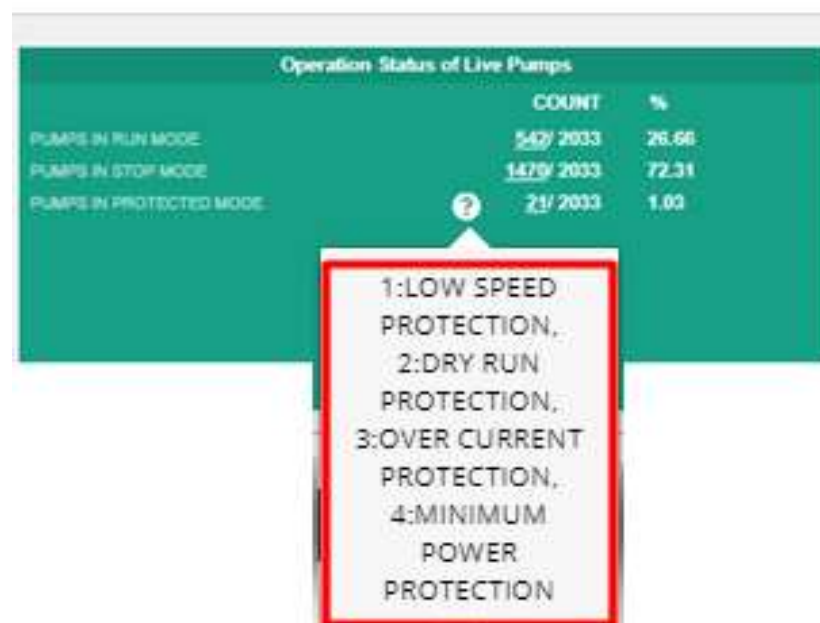 Operation Status of Live Pumps
COUNT %
PUMPS IN RUN MODE 542/ 2033 26.66
PUMPS IN STOP MODE 1470/ 2033 72.31
PUMPS IN PROTECTED MODE ? 21/ 2033 1.03
1:LOW SPEED
PROTECTION,
2:DRY RUN
PROTECTION,
3:OVER CURRENT
PROTECTION,
4:MINIMUM
POWER
PROTECTION